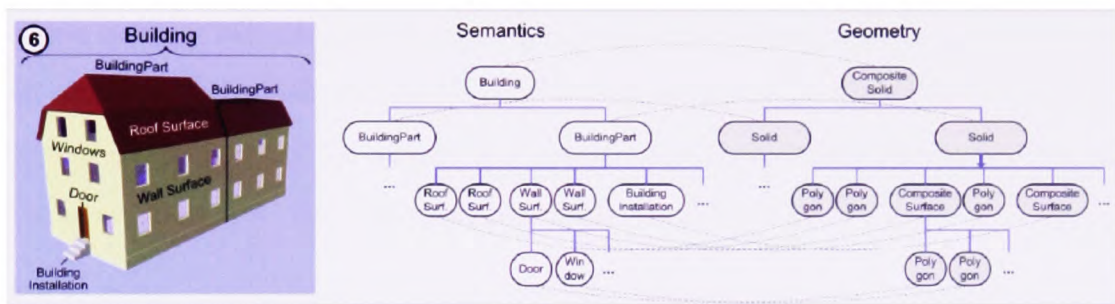 6
Building
BuildingPart
BuildingPart
Roof Surface
Windows
Door
Wall Surface
Building
Installation
Semantics
Building
BuildingPart
BuildingPart
...
Roof
Surf.
Roof
Surf.
Wall
Surf.
Wall
Surf.
Building
Installation
...
Door
Win
dow
...
Geometry
Composite
Solid
Solid
Solid
...
Poly
gon
Poly
gon
Composite
Surface
Poly
gon
Composite
Surface
...
Poly
gon
Poly
gon
...